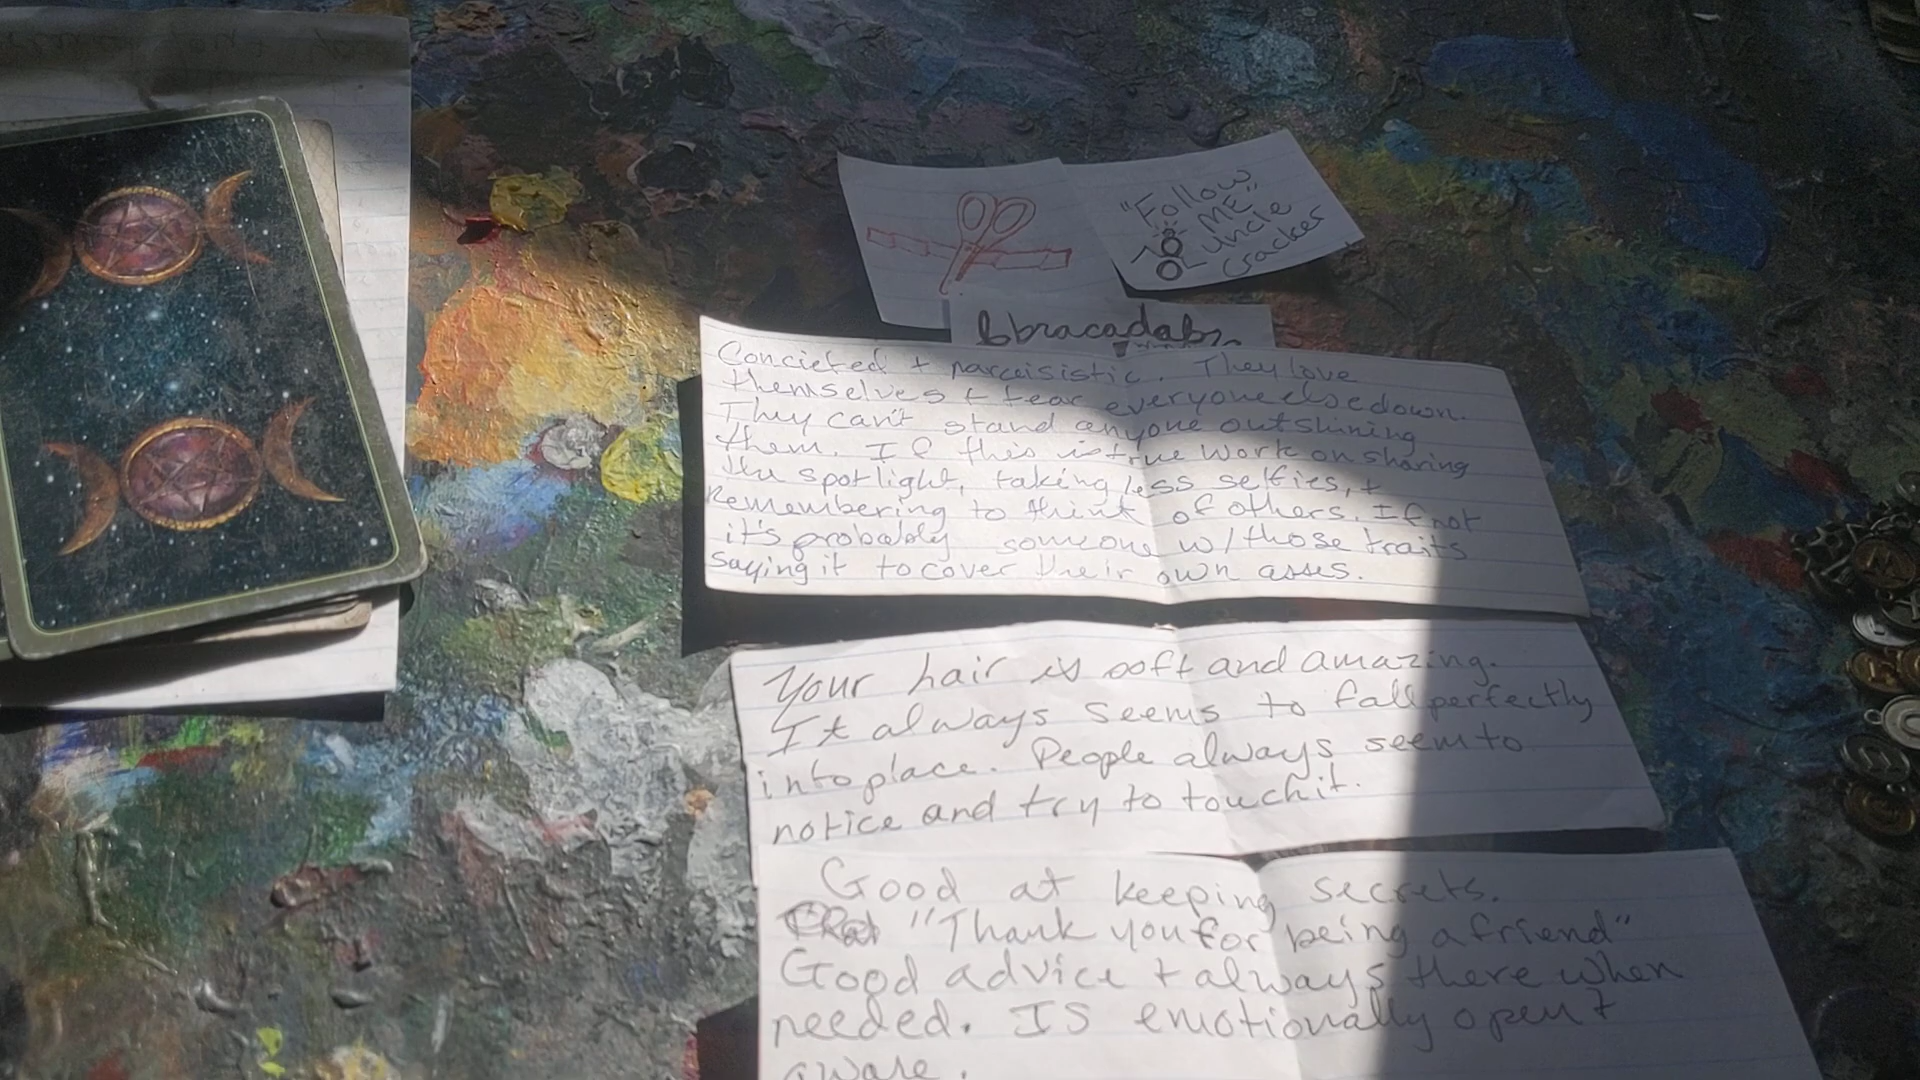 "Follow
ME"
Uncle
Cracker
Abracadabr
Concieted + narceisistic. They love
themselves + tear everyone else down.
They can't stand anyone outshining
them. If this is true work on sharing
the spotlight, taking less selfies, +
Remembering to think of others. If not
it's probably someone w/ those traits
saying it to cover their own asses.
Your hair is soft and amazing.
It always seems to fall perfectly
into place. People always seem to
notice and try to touch it.
Good at keeping secrets.
"Thank you for being a friend"
Good advice + always there when
needed. Is emotionally open +
aware.